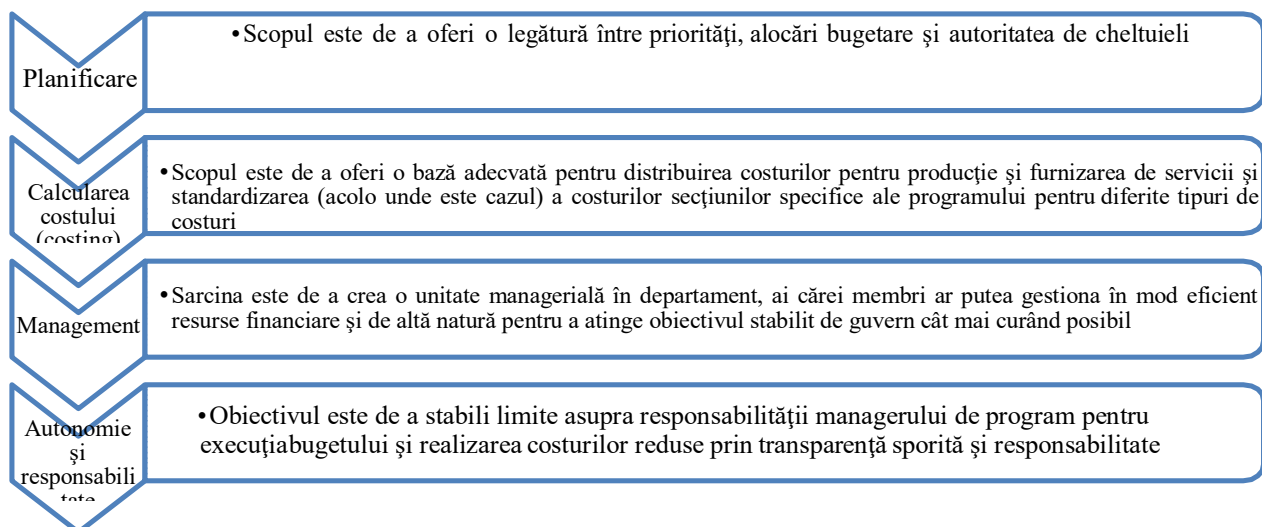 •Scopul este de a oferi o legătură între priorităţi, alocări bugetare şi autoritatea de cheltuieli
Planificare
•Scopul este de a oferi o bază adecvată pentru distribuirea costurilor pentru producţie şi furnizarea de servicii şi
standardizarea (acolo unde este cazul) a costurilor secţiunilor specifice ale programului pentru diferite tipuri de
costuri
Calcularea
costului
(costing)
•Sarcina este de a crea o unitate managerială în departament, ai cărei membri ar putea gestiona în mod eficient
resurse financiare şi de altă natură pentru a atinge obiectivul stabilit de guvern cât mai curând posibil
Management
•Obiectivul este de a stabili limite asupra responsabilităţii managerului de program pentru
execuţiabugetului şi realizarea costurilor reduse prin transparenţă sporită şi responsabilitate
Autonomie
şi
responsabili
tate